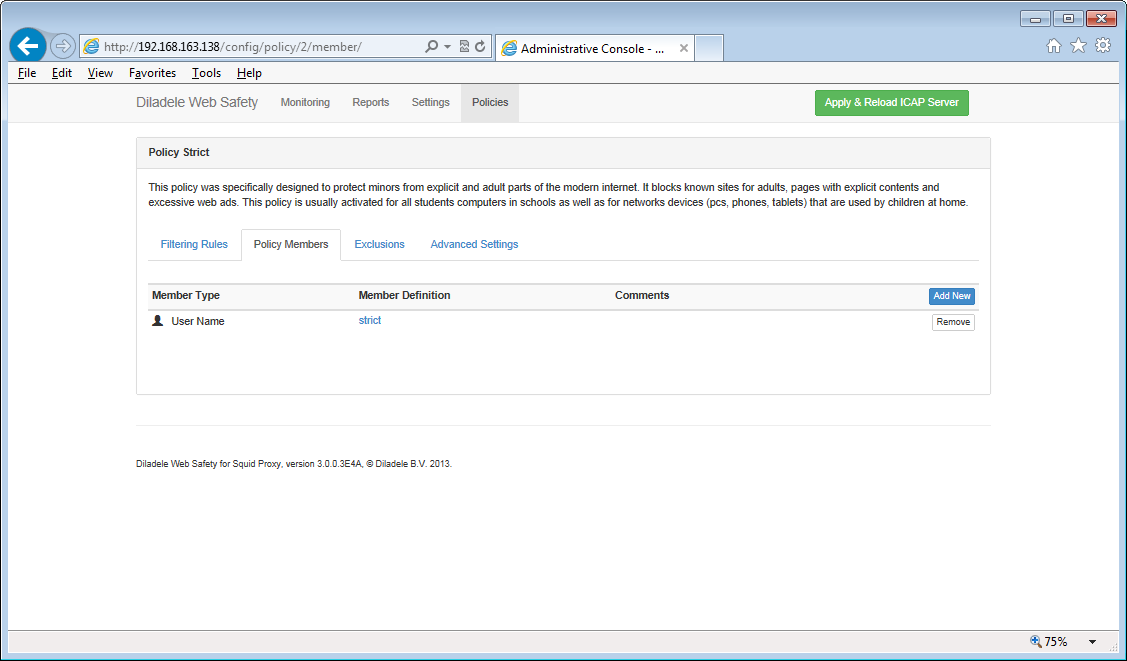 http://192.168.163.138/config/policy/2/member/
Administrative Console - ...
File Edit View Favorites Tools Help
Diladele Web Safety Monitoring Reports Settings Policies Apply & Reload ICAP Server
Policy Strict
This policy was specifically designed to protect minors from explicit and adult parts of the modern internet. It blocks known sites for adults, pages with explicit contents and
excessive web ads. This policy is usually activated for all students computers in schools as well as for networks devices (pcs, phones, tablets) that are used by children at home.
Filtering Rules Policy Members Exclusions Advanced Settings
Member Type Member Definition Comments Add New
User Name strict Remove
Diladele Web Safety for Squid Proxy, version 3.0.0.3E4A, © Diladele B.V. 2013.
75%